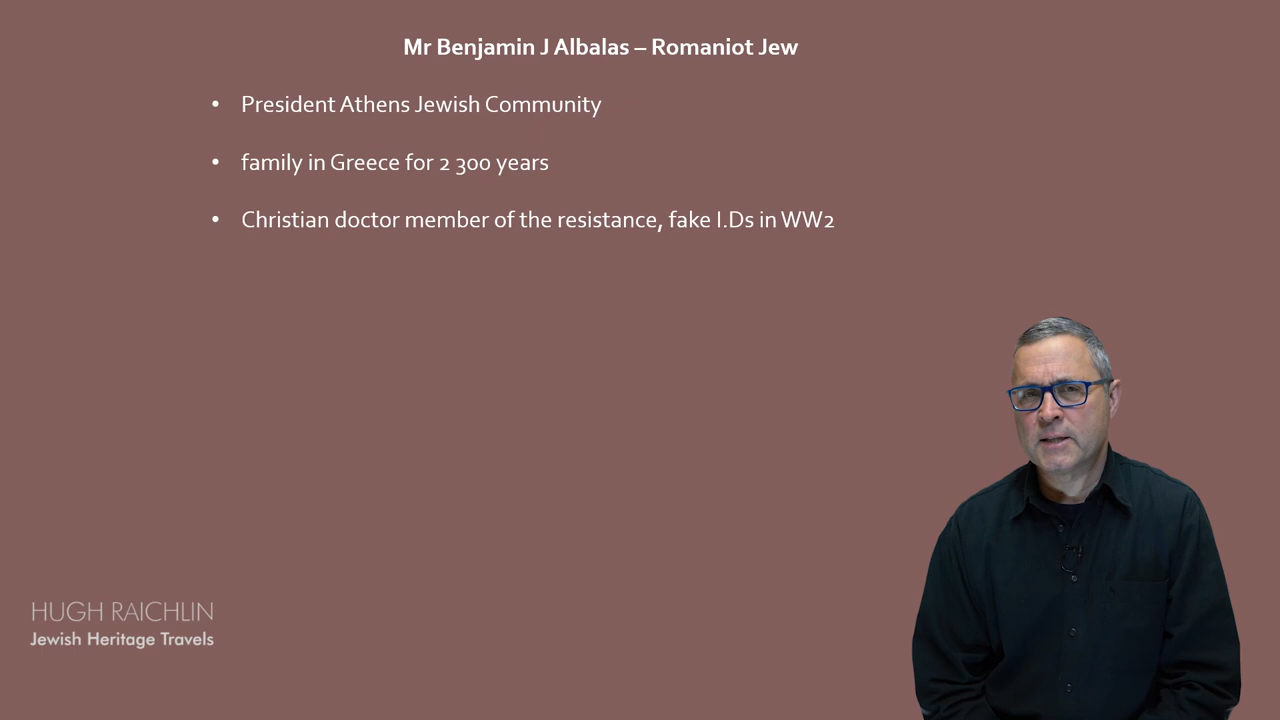 Mr Benjamin J Albalas – Romaniot Jew
• President Athens Jewish Community
• family in Greece for 2 300 years
• Christian doctor member of the resistance, fake I.Ds in WW2
HUGH RAICHLIN
Jewish Heritage Travels